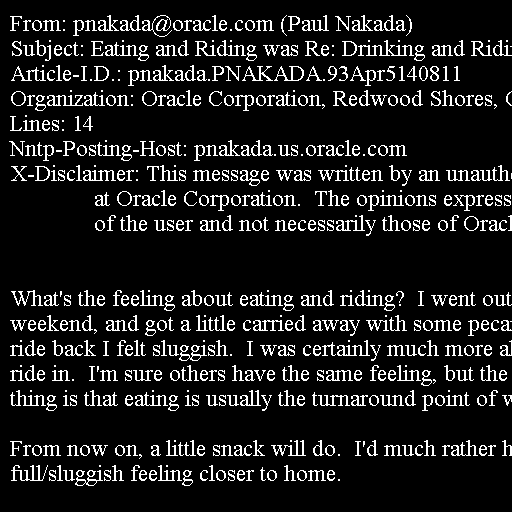 From: pnakada@oracle.com (Paul Nakada)
Subject: Eating and Riding was Re: Drinking and Ridi
Article-I.D.: pnakada.PNAKADA.93Apr5140811
Organization: Oracle Corporation, Redwood Shores, C
Lines: 14
Nntp-Posting-Host: pnakada.us.oracle.com
X-Disclaimer: This message was written by an unauth
at Oracle Corporation.  The opinions express
of the user and not necessarily those of Orac
What's the feeling about eating and riding?  I went out
weekend, and got a little carried away with some peca
ride back I felt sluggish.  I was certainly much more al
ride in.  I'm sure others have the same feeling, but the
thing is that eating is usually the turnaround point of w
From now on, a little snack will do.  I'd much rather h
full/sluggish feeling closer to home.